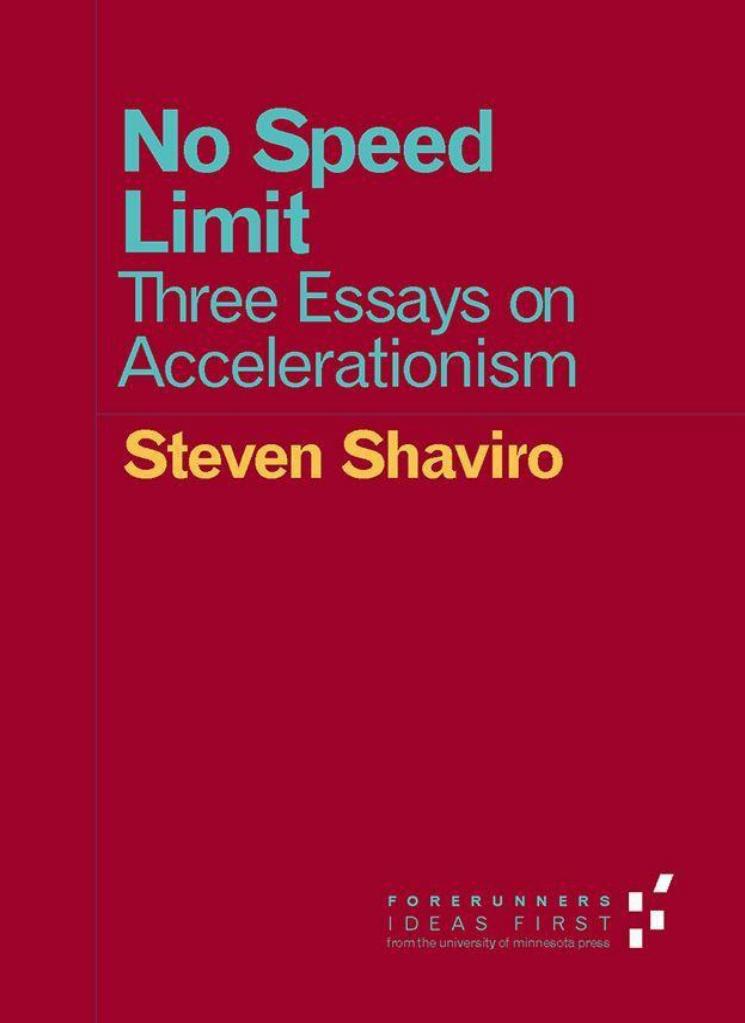 No Speed
Limit
Three Essays on
Accelerationism
Steven Shaviro
FORERUNNERS
IDEAS FIRST
from the university of minnesota press